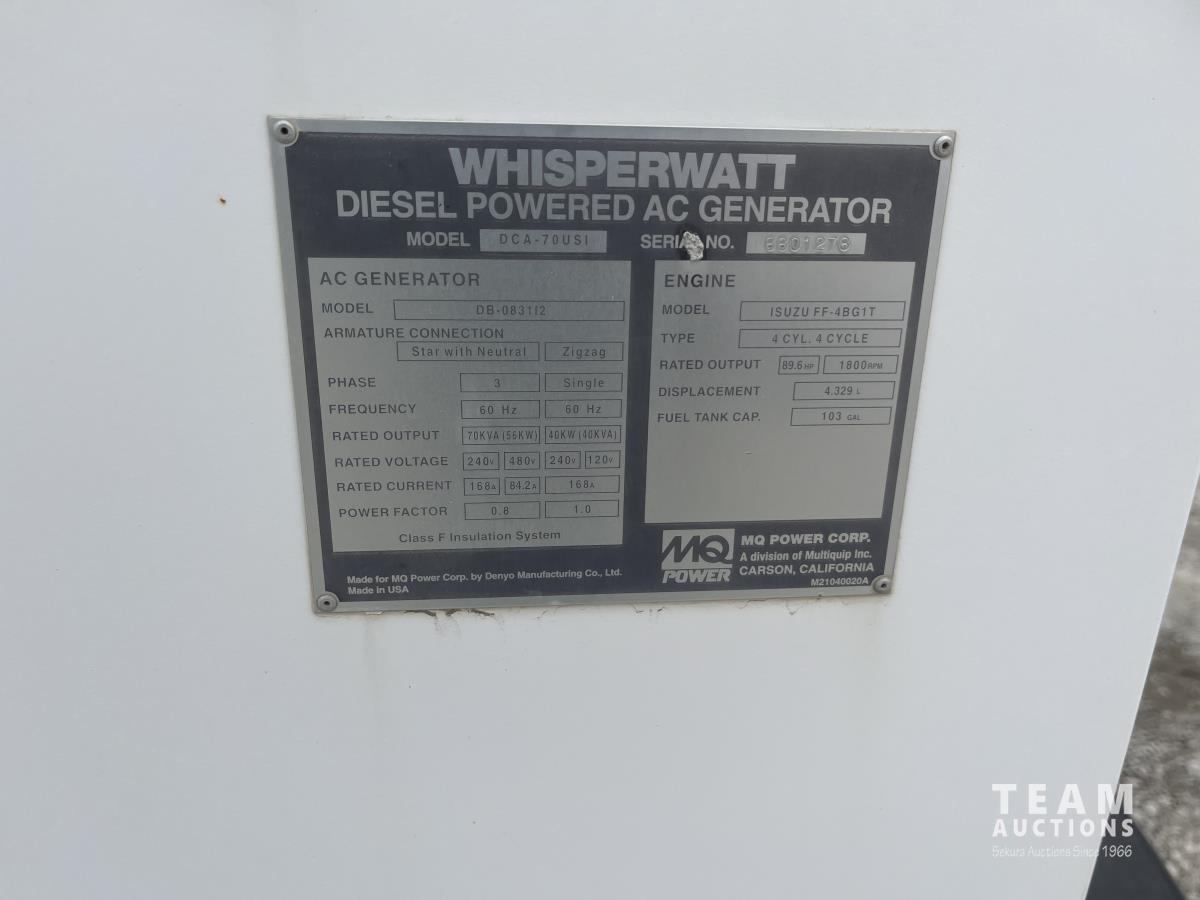 WHISPERWATT
DIESEL POWERED AC GENERATOR
MODEL DCA-70USI SERIAL NO.
AC GENERATOR
MODEL DB-0831I2
ARMATURE CONNECTION
Star with Neutral Zigzag
PHASE 3 Single
FREQUENCY 60 Hz 60 Hz
RATED OUTPUT 70KVA (56KW) 40KW (40KVA)
RATED VOLTAGE 240V 480V 240V 120V
RATED CURRENT 168A 84.2A 168A
POWER FACTOR 0.8 1.0
Class F Insulation System
ENGINE
MODEL ISUZU FF-4BG1T
TYPE 4 CYL. 4 CYCLE
RATED OUTPUT 89.6 HP 1800RPM
DISPLACEMENT 4.329 L
FUEL TANK CAP. 103 GAL
Made for MQ Power Corp. by Denyo Manufacturing Co., Ltd.
Made in USA
MQ
POWER
MQ POWER CORP.
A division of Multiquip Inc.
CARSON, CALIFORNIA
M21040020A
TEAM
AUCTIONS
Sekura Auctions Since 1966